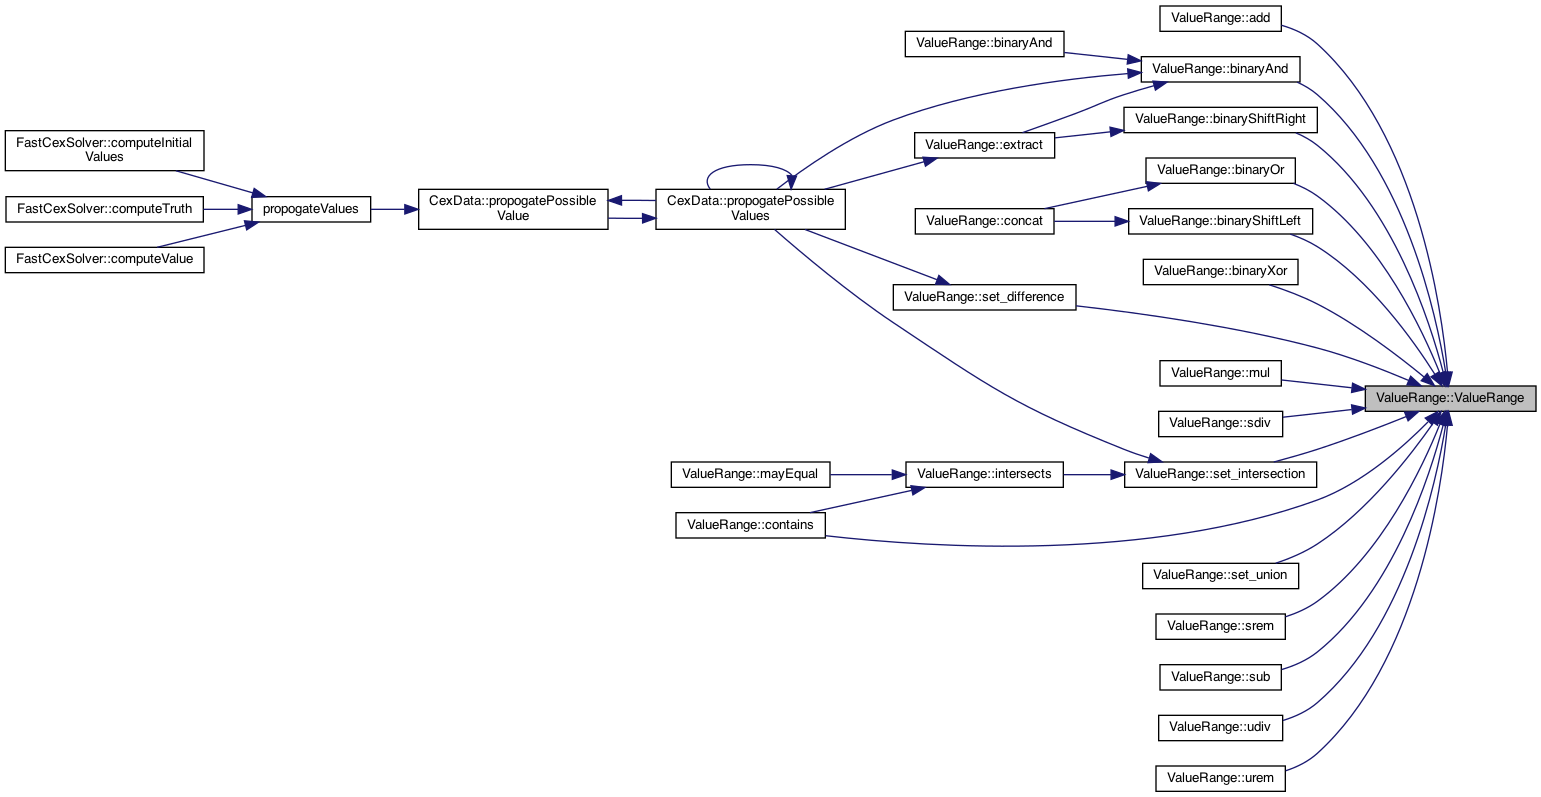 ValueRange::add
ValueRange::binaryAnd
ValueRange::binaryAnd
ValueRange::binaryShiftRight
FastCexSolver::computeInitial
Values
ValueRange::extract
ValueRange::binaryOr
FastCexSolver::computeTruth
propogateValues
CexData::propogatePossible
Value
CexData::propogatePossible
Values
ValueRange::concat
ValueRange::binaryShiftLeft
FastCexSolver::computeValue
ValueRange::binaryXor
ValueRange::set_difference
ValueRange::mul
ValueRange::ValueRange
ValueRange::sdiv
ValueRange::mayEqual
ValueRange::intersects
ValueRange::set_intersection
ValueRange::contains
ValueRange::set_union
ValueRange::srem
ValueRange::sub
ValueRange::udiv
ValueRange::urem